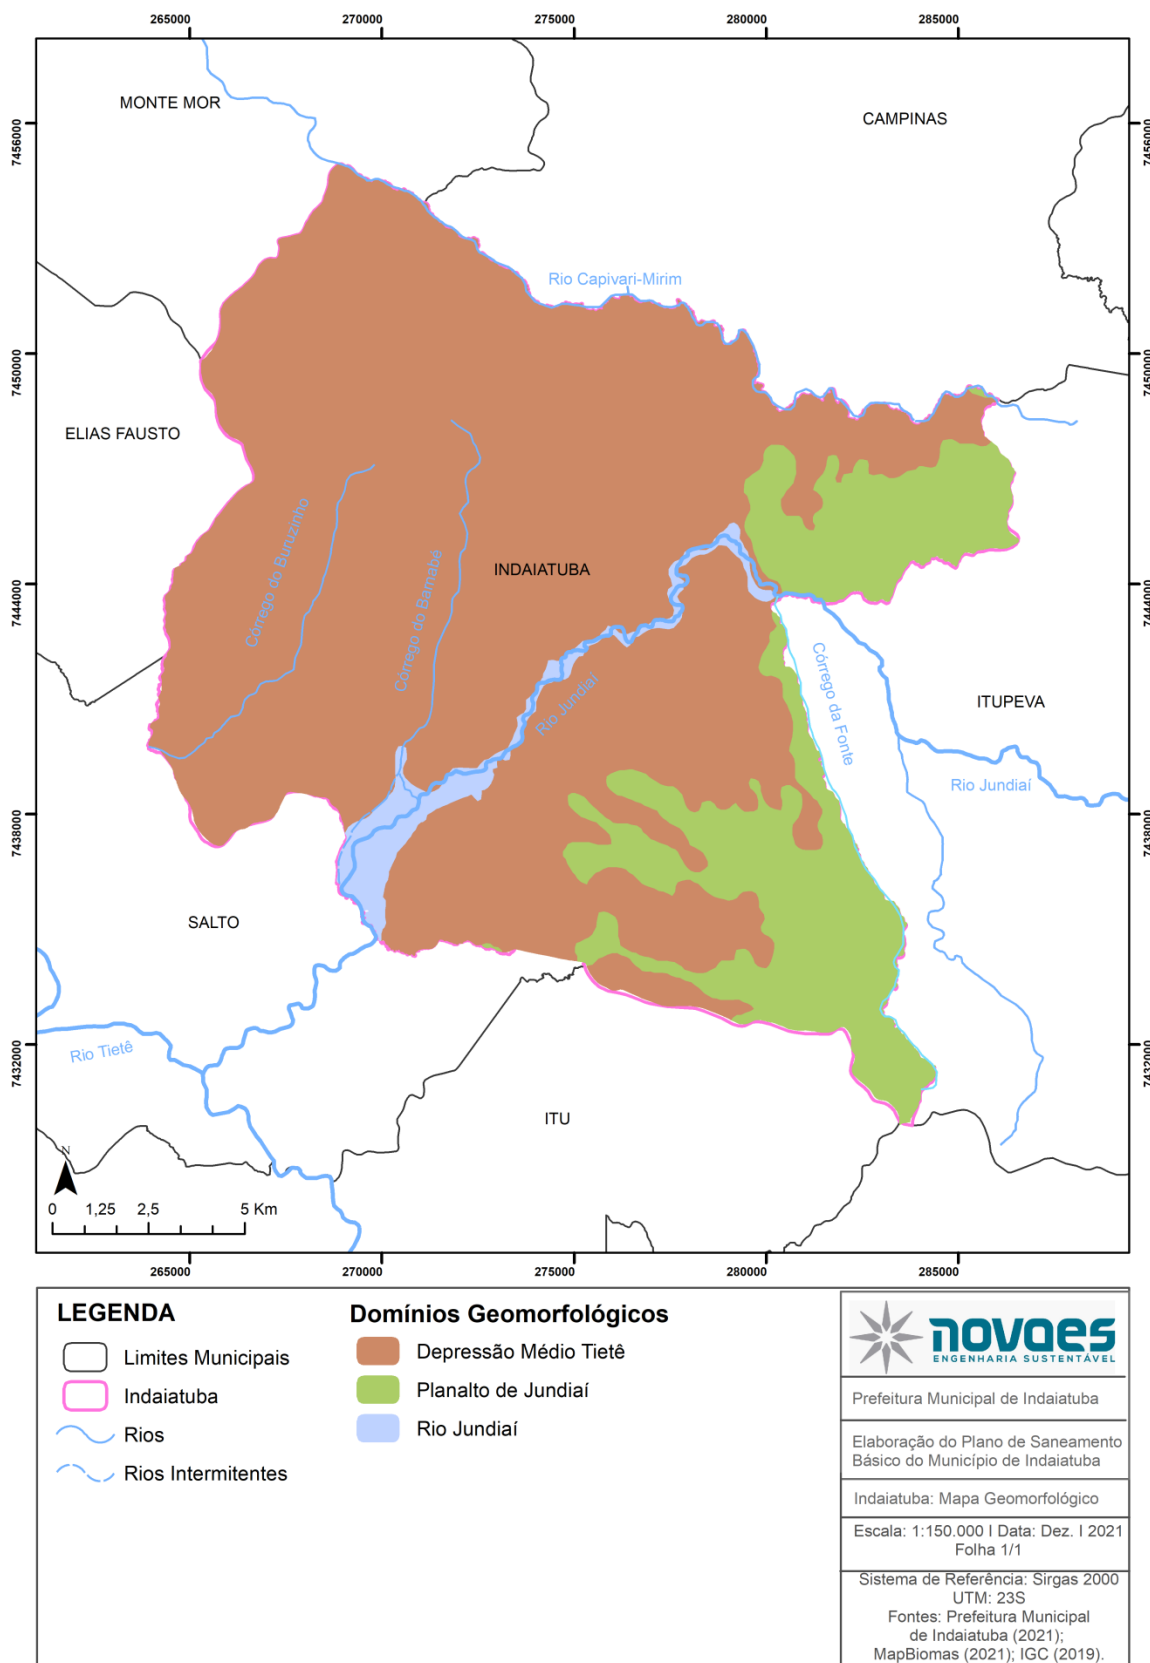 265000 270000 275000 280000 285000
MONTE MOR
CAMPINAS
7456000
7456000
Rio Capivari-Mirim
7450000
7450000
ELIAS FAUSTO
Córrego do Buruzinho
Córrego do Barnabé
INDAIATUBA
7444000
7444000
Rio Jundiaí
Córrego da Fonte
ITUPEVA
Rio Jundiaí
7438000
7438000
SALTO
Rio Tietê
7432000
7432000
ITU
N
0 1,25 2,5 5 Km
265000 270000 275000 280000 285000
LEGENDA
Limites Municipais
Indaiatuba
Rios
Rios Intermitentes
Domínios Geomorfológicos
Depressão Médio Tietê
Planalto de Jundiaí
Rio Jundiaí
novaes
ENGENHARIA SUSTENTÁVEL
Prefeitura Municipal de Indaiatuba
Elaboração do Plano de Saneamento
Básico do Município de Indaiatuba
Indaiatuba: Mapa Geomorfológico
Escala: 1:150.000 I Data: Dez. I 2021
Folha 1/1
Sistema de Referência: Sirgas 2000
UTM: 23S
Fontes: Prefeitura Municipal
de Indaiatuba (2021);
MapBiomas (2021); IGC (2019).